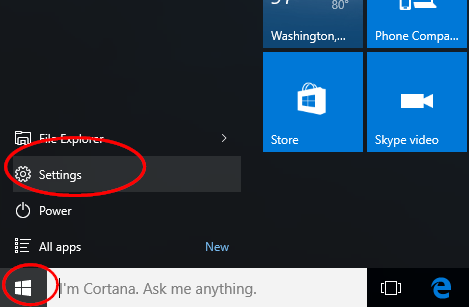 80°
Washington,...
Phone Compa...
Store
Skype video
File Explorer
Settings
Power
All apps
New
I'm Cortana. Ask me anything.